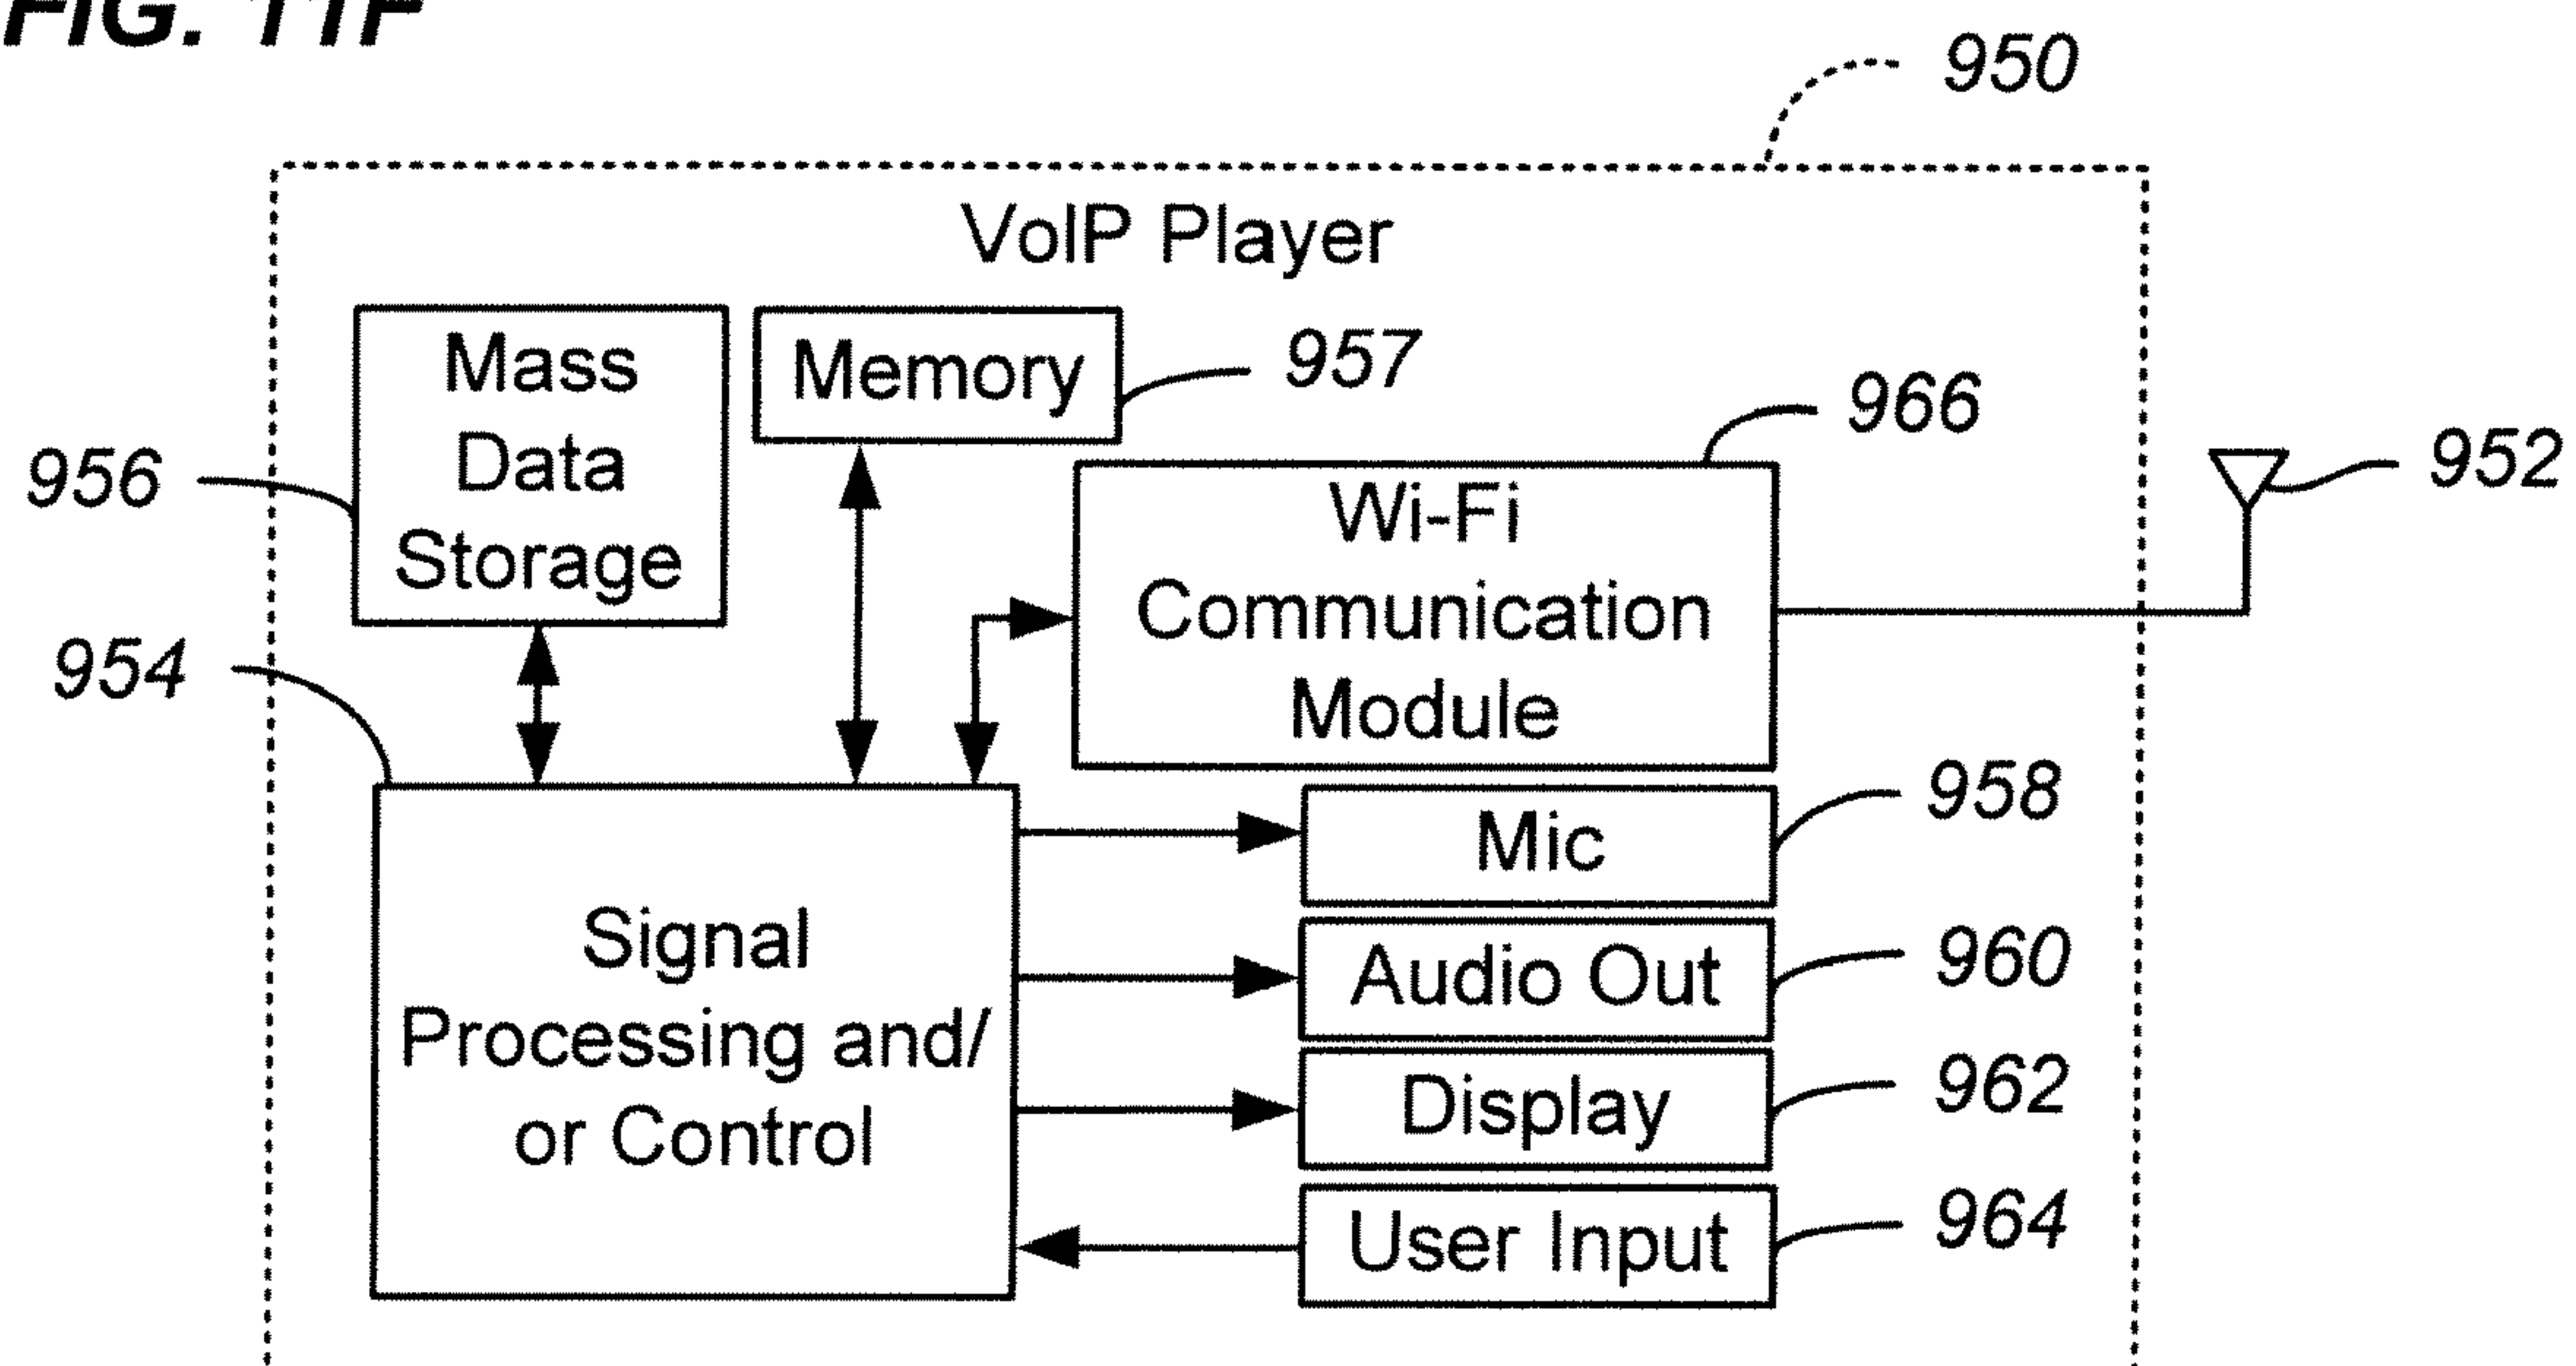 FIG. 11F
950
VoIP Player
Mass
Data
Storage
956
Memory
957
966
Wi-Fi
Communication
Module
952
954
Signal
Processing and/
or Control
Mic
958
Audio Out
960
Display
962
User Input
964